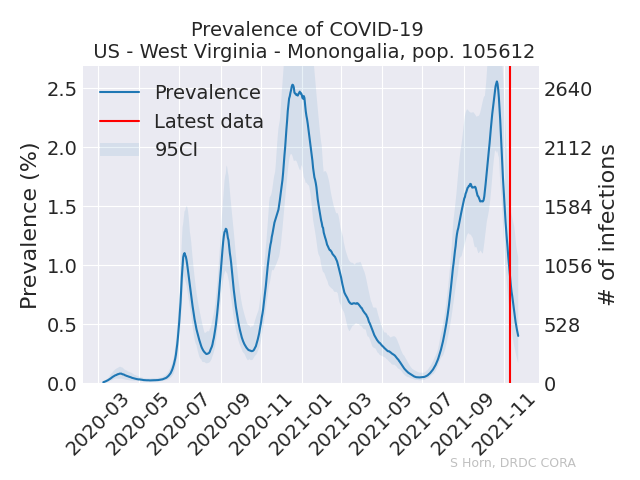 Prevalence of COVID-19
US - West Virginia - Monongalia, pop. 105612
Prevalence
Latest data
95CI
Prevalence (%)
2.5
2.0
1.5
1.0
0.5
0.0
2640
2112
1584
1056
528
0
# of infections
2020-03
2020-05
2020-07
2020-09
2020-11
2021-01
2021-03
2021-05
2021-07
2021-09
2021-11
S Horn, DRDC CORA